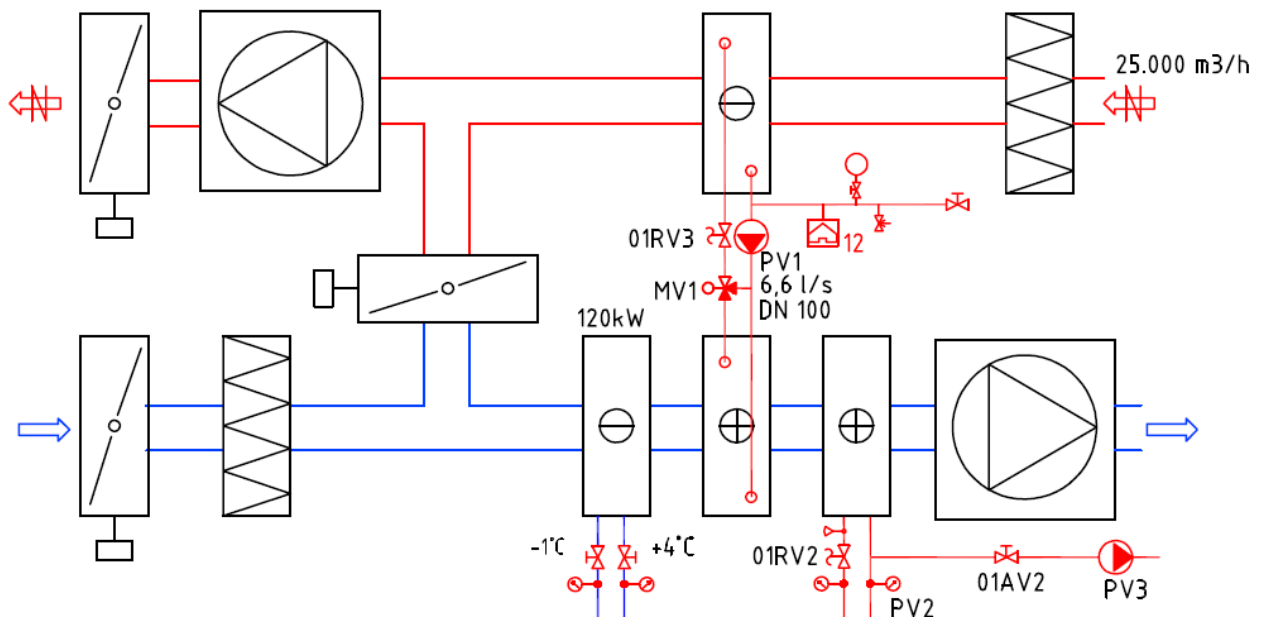 25.000 m3/h
01RV3
12
PV1
MV1
6,6 l/s
DN 100
120kW
-1°C
+4°C
01RV2
01AV2
PV3
PV2